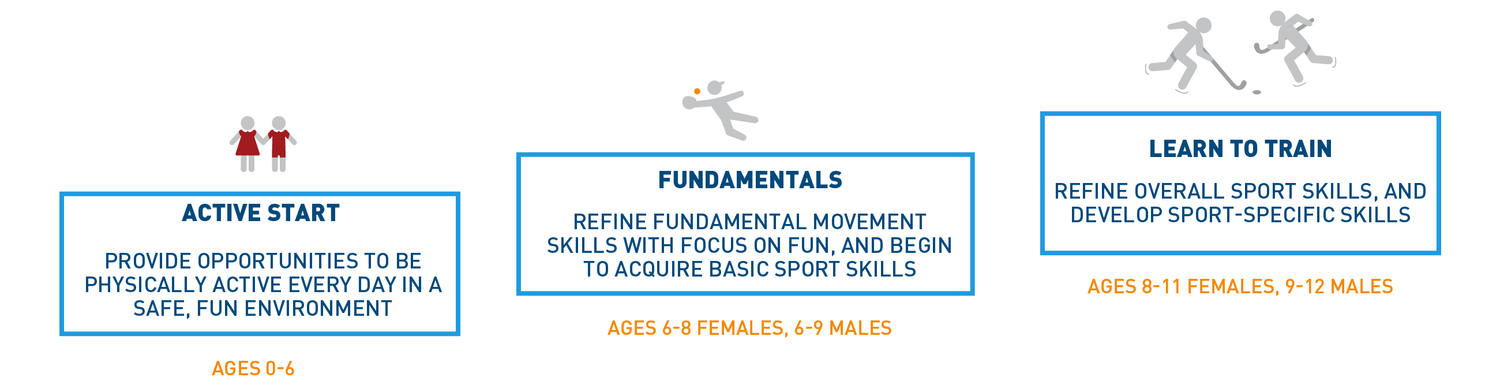 ACTIVE START
PROVIDE OPPORTUNITIES TO BE
PHYSICALLY ACTIVE EVERY DAY IN A
SAFE, FUN ENVIRONMENT
AGES 0-6
FUNDAMENTALS
REFINE FUNDAMENTAL MOVEMENT
SKILLS WITH FOCUS ON FUN, AND BEGIN
TO ACQUIRE BASIC SPORT SKILLS
AGES 6-8 FEMALES, 6-9 MALES
LEARN TO TRAIN
REFINE OVERALL SPORT SKILLS, AND
DEVELOP SPORT-SPECIFIC SKILLS
AGES 8-11 FEMALES, 9-12 MALES